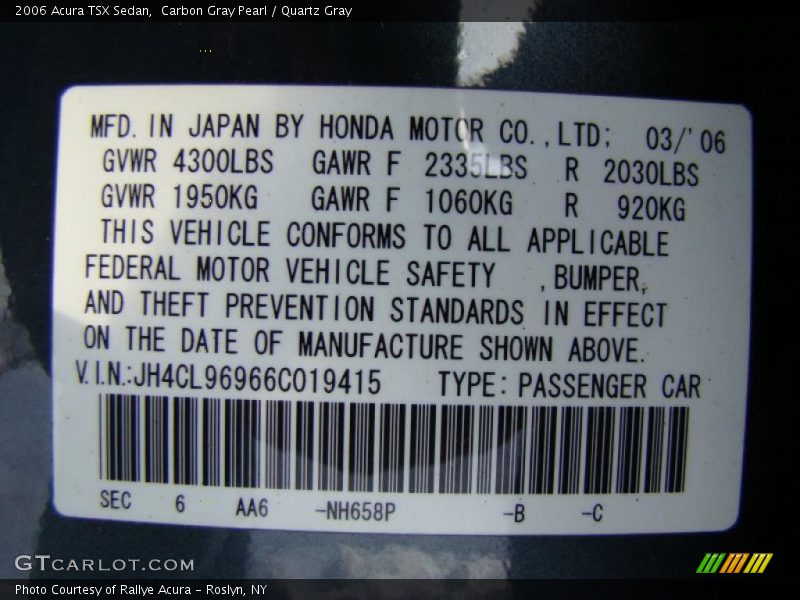 2006 Acura TSX Sedan,  Carbon Gray Pearl / Quartz Gray
MFD. IN JAPAN BY HONDA MOTOR CO.,LTD; 03/'06
GVWR 4300LBS GAWR F 2335LBS R 2030LBS
GVWR 1950KG GAWR F 1060KG R 920KG
THIS VEHICLE CONFORMS TO ALL APPLICABLE
FEDERAL MOTOR VEHICLE SAFETY ,BUMPER,
AND THEFT PREVENTION STANDARDS IN EFFECT
ON THE DATE OF MANUFACTURE SHOWN ABOVE.
V.I.N.:JH4CL96966C019415 TYPE: PASSENGER CAR
SEC 6 AA6 -NH658P -B -C
GTCARLOT.COM
Photo Courtesy of Rallye Acura - Roslyn, NY